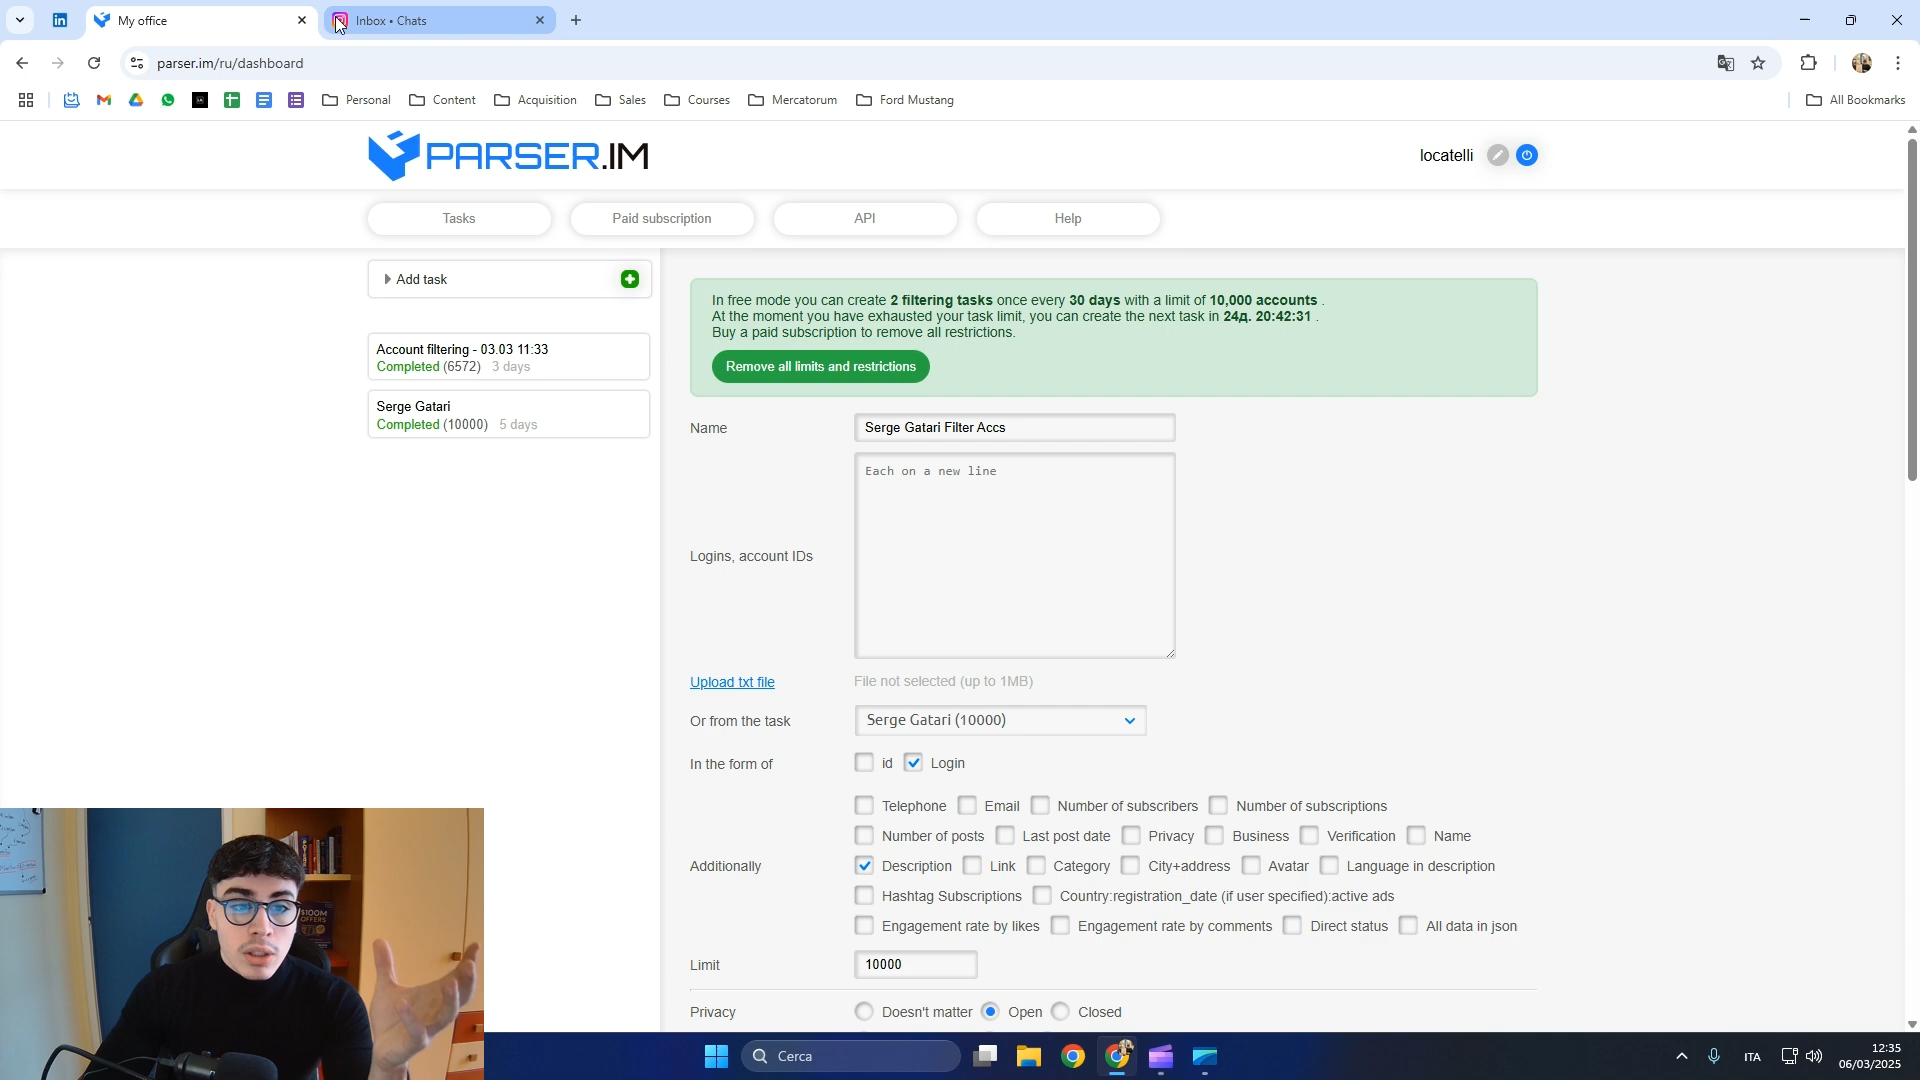 My office
Inbox • Chats
parser.im/ru/dashboard
Personal
Content
Acquisition
Sales
Courses
Mercatorum
Ford Mustang
All Bookmarks
PARSER.IM
locatelli
Tasks
Paid subscription
API
Help
Add task
Account filtering - 03.03 11:33
Completed (6572) 3 days
Serge Gatari
Completed (10000) 5 days
In free mode you can create 2 filtering tasks once every 30 days with a limit of 10,000 accounts .
At the moment you have exhausted your task limit, you can create the next task in 24д. 20:42:31 .
Buy a paid subscription to remove all restrictions.
Remove all limits and restrictions
Name
Serge Gatari Filter Accs
Logins, account IDs
Each on a new line
Upload txt file
File not selected (up to 1MB)
Or from the task
Serge Gatari (10000)
In the form of
id
Login
Additionally
Telephone
Email
Number of subscribers
Number of subscriptions
Number of posts
Last post date
Privacy
Business
Verification
Name
Description
Link
Category
City+address
Avatar
Language in description
Hashtag Subscriptions
Country:registration_date (if user specified):active ads
Engagement rate by likes
Engagement rate by comments
Direct status
All data in json
Limit
10000
Privacy
Doesn't matter
Open
Closed
$100M
OFFERS
Cerca
ITA
12:35
06/03/2025